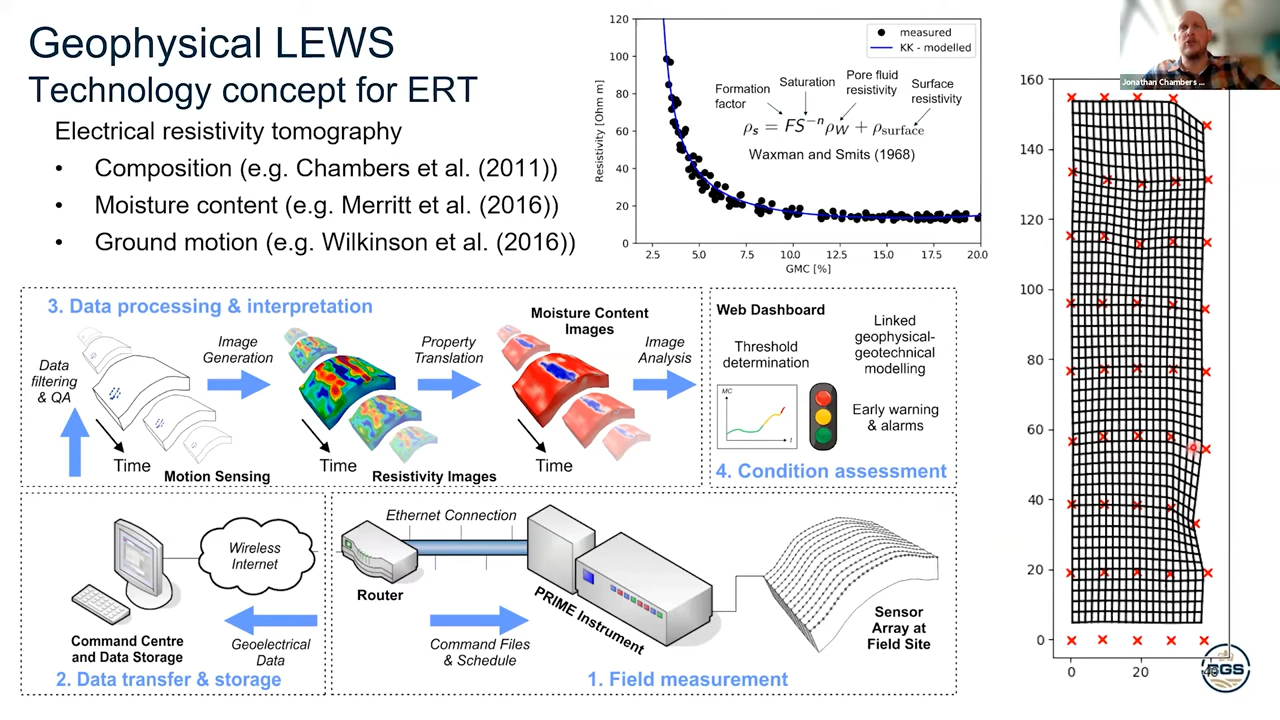 Geophysical LEWS
Technology concept for ERT
Electrical resistivity tomography
• Composition (e.g. Chambers et al. (2011))
• Moisture content (e.g. Merritt et al. (2016))
• Ground motion (e.g. Wilkinson et al. (2016))
120
100
80
60
40
20
0
Resistivity [Ohm m]
2.5 5.0 7.5 10.0 12.5 15.0 17.5 20.0
GMC [%]
measured
KK - modelled
Formation
factor
Saturation
Pore fluid
resistivity
Surface
resistivity
ρₛ = FS⁻ⁿρ_W + ρ_surface
Waxman and Smits (1968)
Jonathan Chambers ...
160
140
120
100
80
60
40
20
0
0 20 40
BGS
3. Data processing & interpretation
Data
filtering
& QA
Time
Motion Sensing
Image
Generation
Time
Resistivity Images
Property
Translation
Moisture Content
Images
Time
Image
Analysis
Web Dashboard
Threshold
determination
MC
t
Linked
geophysical-
geotechnical
modelling
Early warning
& alarms
4. Condition assessment
Command Centre
and Data Storage
Wireless
Internet
Geoelectrical
Data
2. Data transfer & storage
Ethernet Connection
Router
Command Files
& Schedule
PRIME Instrument
Sensor
Array at
Field Site
1. Field measurement